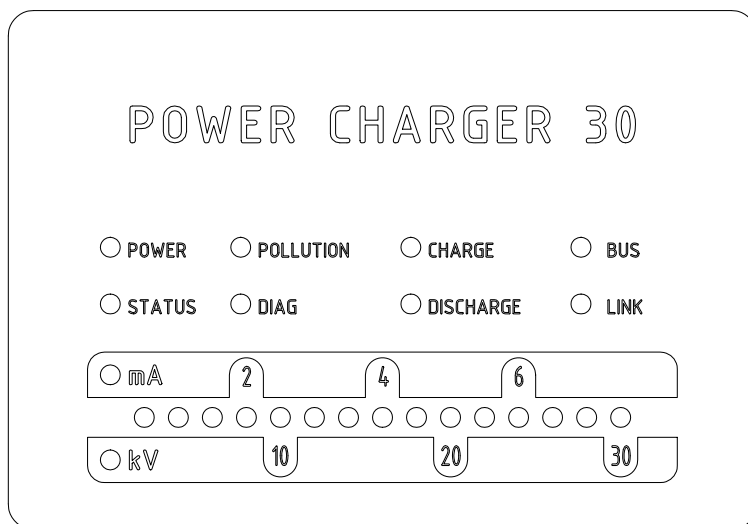 POWER CHARGER 30
POWER POLLUTION CHARGE BUS
STATUS DIAG DISCHARGE LINK
mA 2 4 6
kV 10 20 30